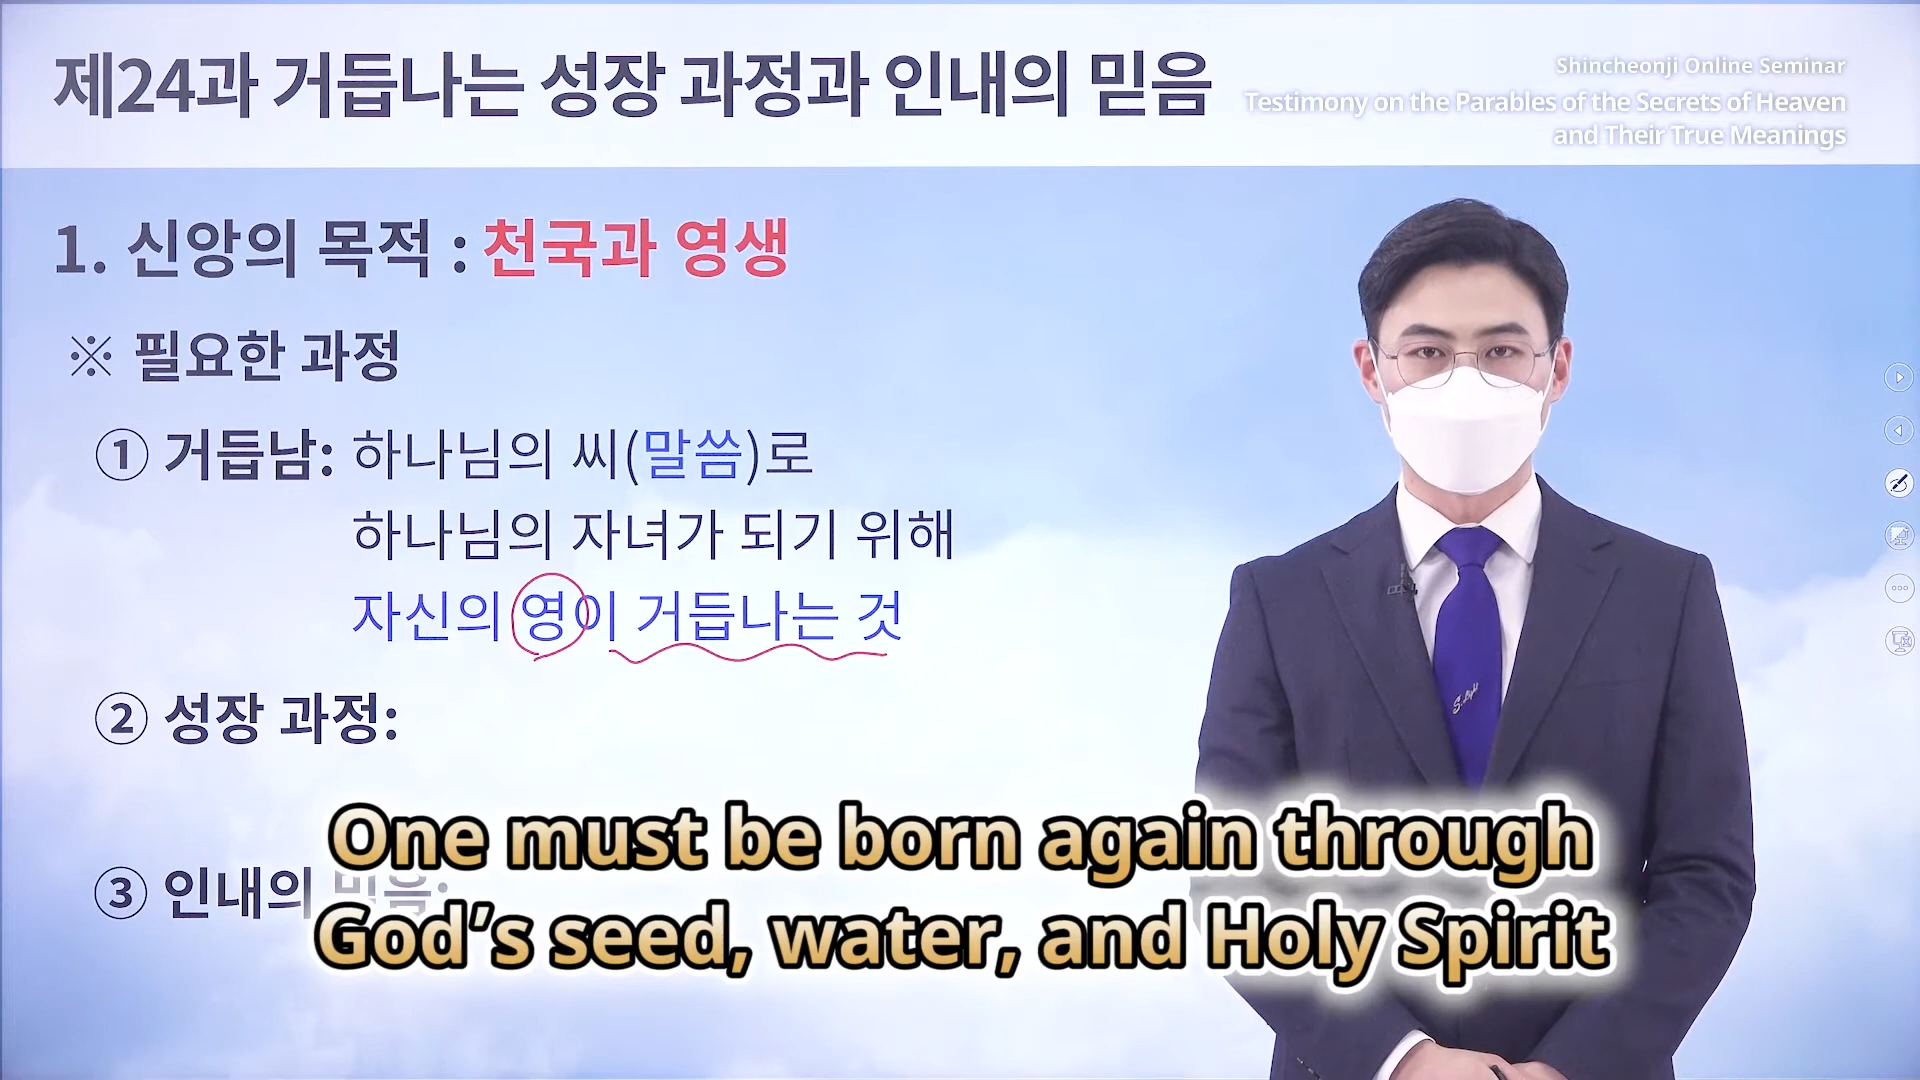 제24과 거듭나는 성장 과정과 인내의 믿음
Shincheonji Online Seminar
Testimony on the Parables of the Secrets of Heaven
and Their True Meanings
1. 신앙의 목적 : 천국과 영생
※ 필요한 과정
① 거듭남: 하나님의 씨(말씀)로
하나님의 자녀가 되기 위해
자신의 영이 거듭나는 것
② 성장 과정:
③ 인내의 믿음:
One must be born again through
God's seed, water, and Holy Spirit
S.Light